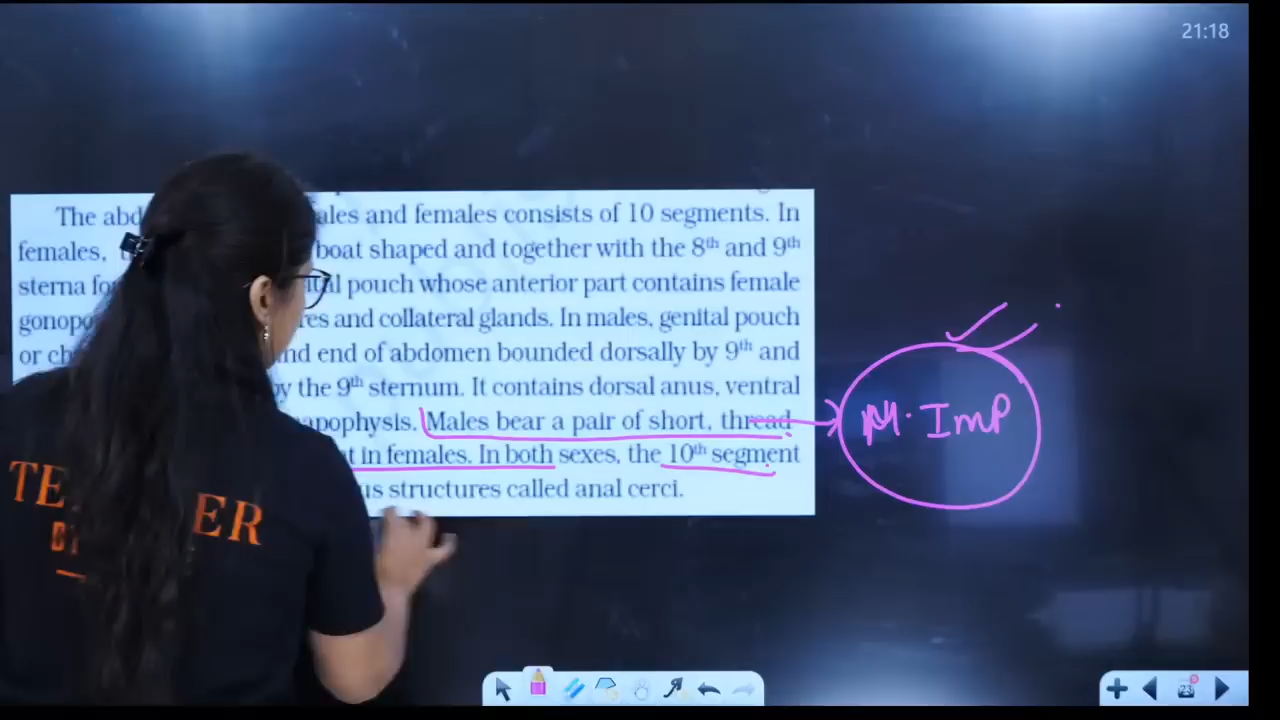 21:18
The abd ales and females consists of 10 segments. In
females, boat shaped and together with the 8th and 9th
sterna fo tal pouch whose anterior part contains female
gonopo res and collateral glands. In males, genital pouch
or ch nd end of abdomen bounded dorsally by 9th and
by the 9th sternum. It contains dorsal anus, ventral
apophysis. Males bear a pair of short, thread
t in females. In both sexes, the 10th segment
us structures called anal cerci.
M. Imp
TE ER
23